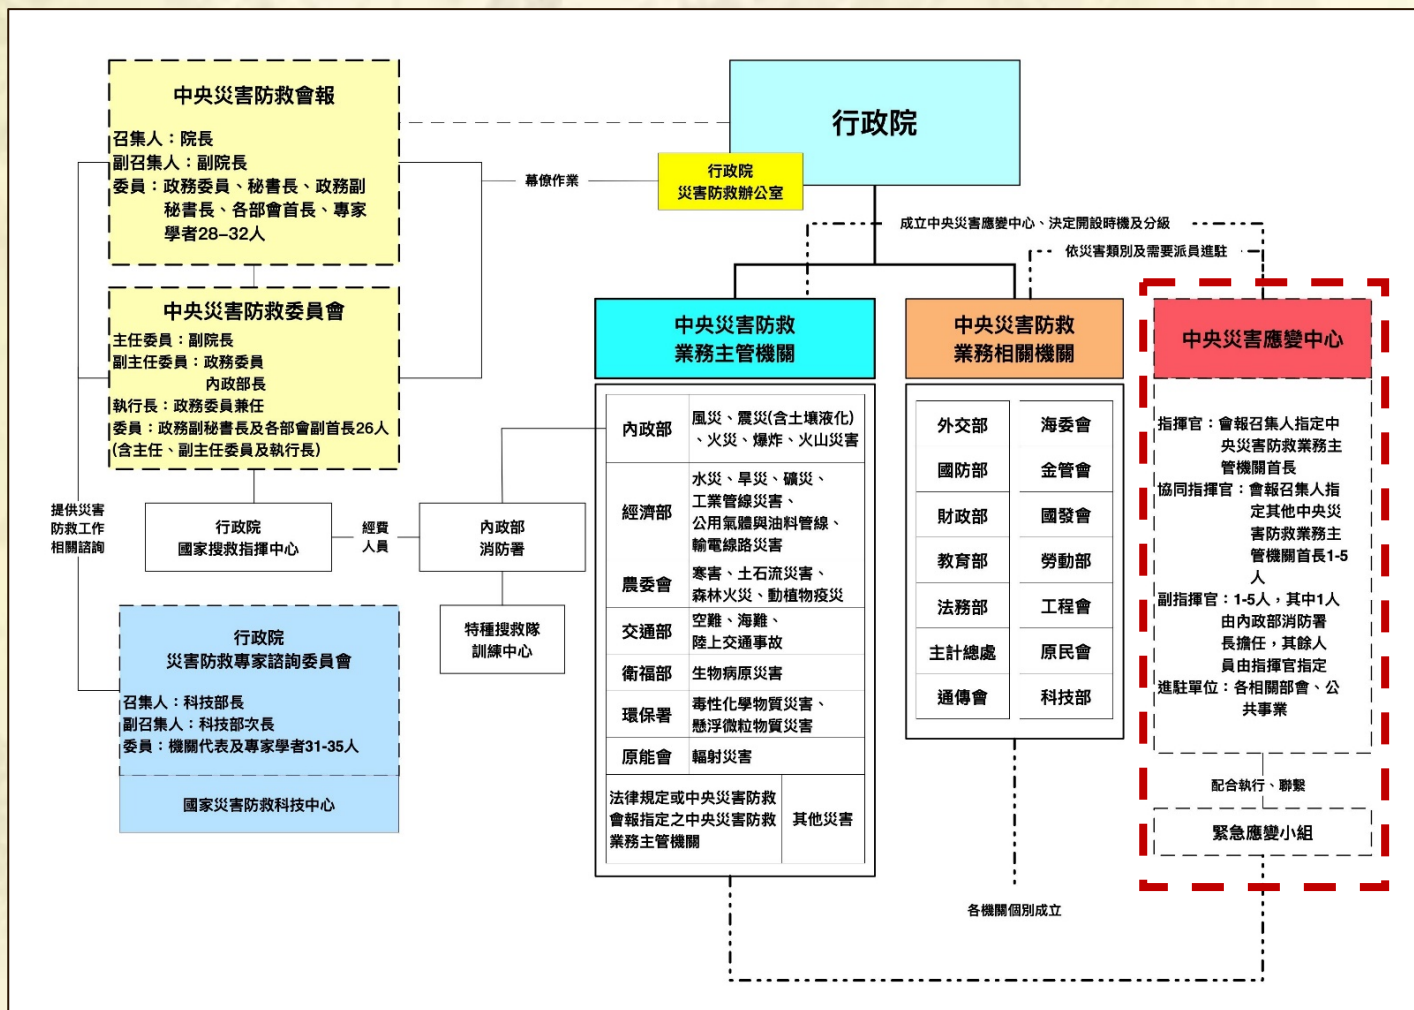 中央災害防救會報
召集人：院長
副召集人：副院長
委員：政務委員、秘書長、政務副
秘書長、各部會首長、專家
學者28–32人
行政院
行政院
災害防救辦公室
幕僚作業
成立中央災害應變中心、決定開設時機及分級
依災害類別及需要派員進駐
中央災害防救委員會
主任委員：副院長
副主任委員：政務委員
內政部長
執行長：政務委員兼任
委員：政務副秘書長及各部會副首長26人
(含主任、副主任委員及執行長)
提供災害
防救工作
相關諮詢
行政院
國家搜救指揮中心
經費
人員
內政部
消防署
特種搜救隊
訓練中心
行政院
災害防救專家諮詢委員會
召集人：科技部長
副召集人：科技部次長
委員：機關代表及專家學者31-35人
國家災害防救科技中心
中央災害防救
業務主管機關
內政部
風災、震災(含土壤液化)
、火災、爆炸、火山災害
經濟部
水災、旱災、礦災、
工業管線災害、
公用氣體與油料管線、
輸電線路災害
農委會
寒害、土石流災害、
森林火災、動植物疫災
交通部
空難、海難、
陸上交通事故
衛福部
生物病原災害
環保署
毒性化學物質災害、
懸浮微粒物質災害
原能會
輻射災害
法律規定或中央災害防救
會報指定之中央災害防救
業務主管機關
其他災害
中央災害防救
業務相關機關
外交部
海委會
國防部
金管會
財政部
國發會
教育部
勞動部
法務部
工程會
主計總處
原民會
通傳會
科技部
各機關個別成立
中央災害應變中心
指揮官：會報召集人指定中
央災害防救業務主
管機關首長
協同指揮官：會報召集人指
定其他中央災
害防救業務主
管機關首長1-5
人
副指揮官：1-5人，其中1人
由內政部消防署
長擔任，其餘人
員由指揮官指定
進駐單位：各相關部會、公
共事業
配合執行、聯繫
緊急應變小組